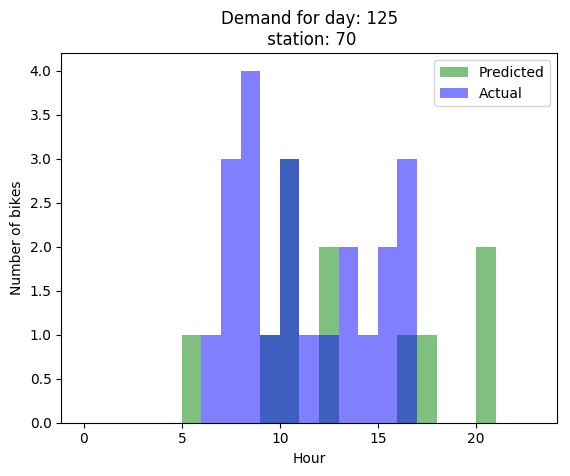 Demand for day: 125
station: 70
Predicted
Actual
4.0
3.5
3.0
2.5
2.0
1.5
1.0
0.5
0.0
Number of bikes
0 5 10 15 20
Hour